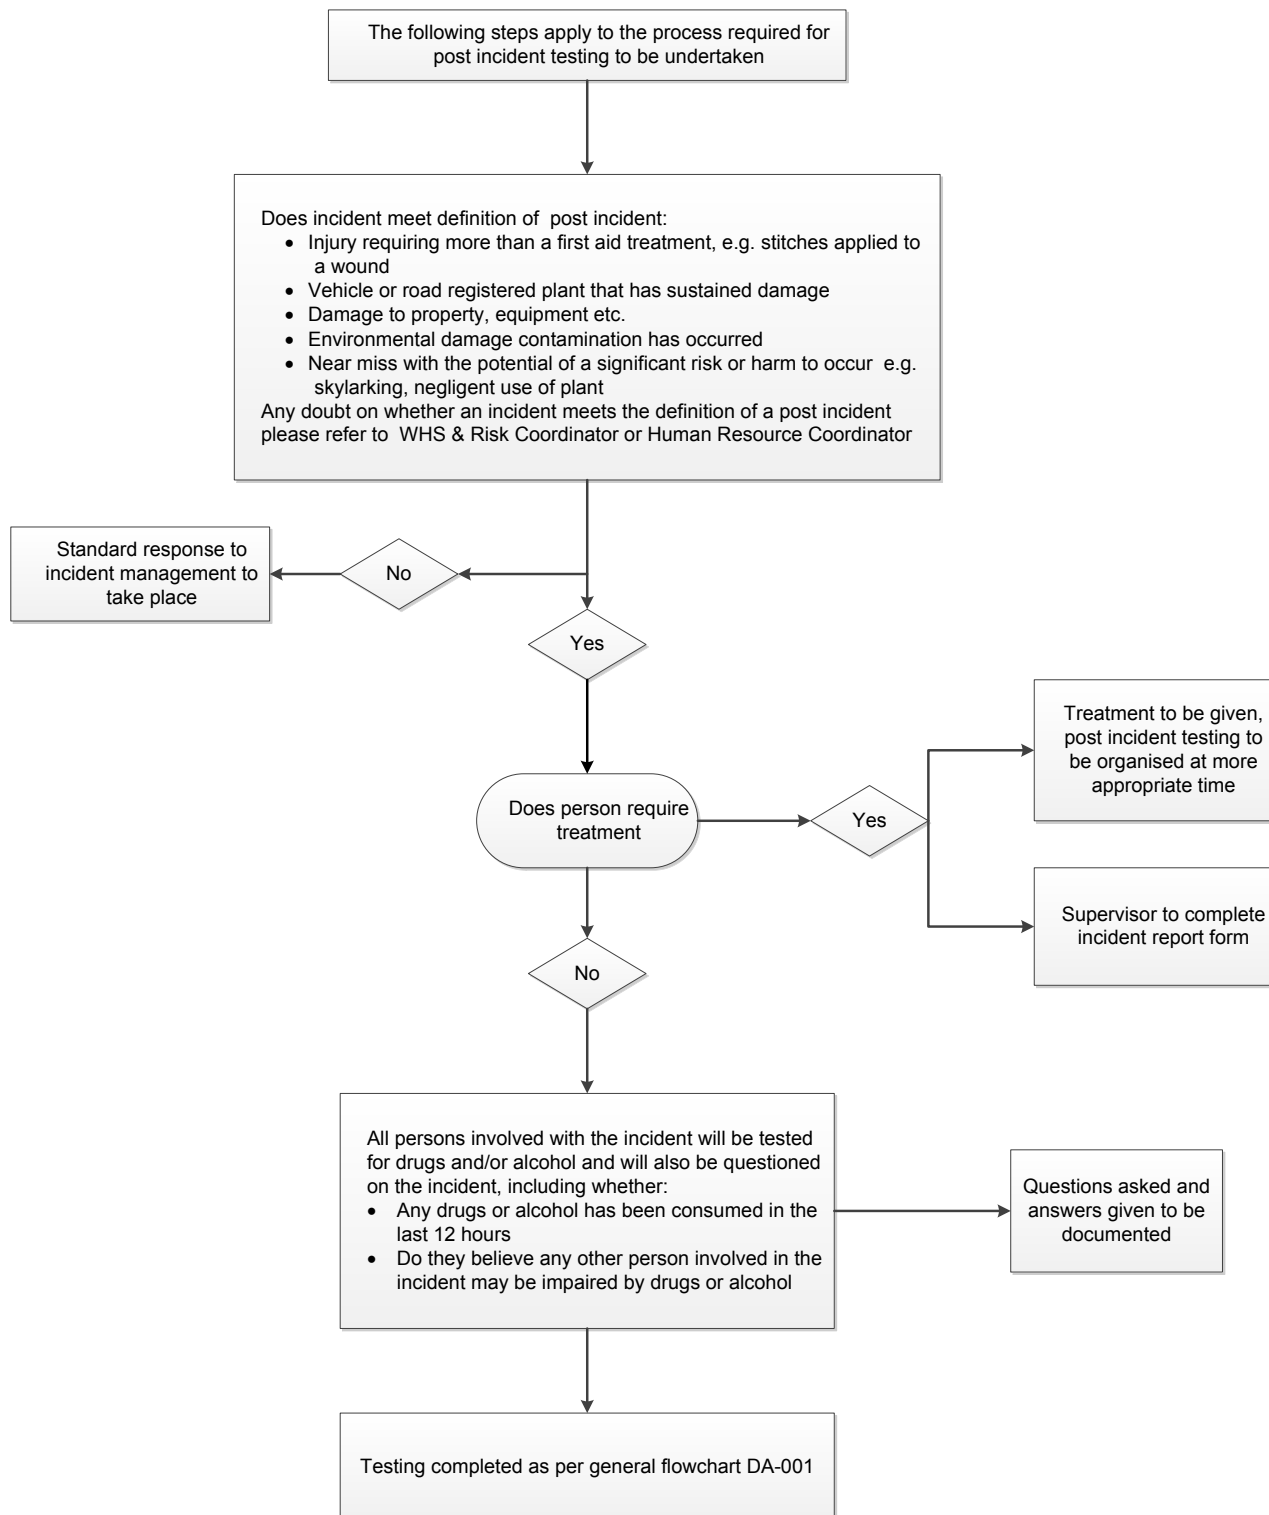 The following steps apply to the process required for
post incident testing to be undertaken
Does incident meet definition of post incident:
• Injury requiring more than a first aid treatment, e.g. stitches applied to
a wound
• Vehicle or road registered plant that has sustained damage
• Damage to property, equipment etc.
• Environmental damage contamination has occurred
• Near miss with the potential of a significant risk or harm to occur e.g.
skylarking, negligent use of plant
Any doubt on whether an incident meets the definition of a post incident
please refer to WHS & Risk Coordinator or Human Resource Coordinator
Standard response to
incident management to
take place
No
Yes
Does person require
treatment
Yes
Treatment to be given,
post incident testing to
be organised at more
appropriate time
Supervisor to complete
incident report form
No
All persons involved with the incident will be tested
for drugs and/or alcohol and will also be questioned
on the incident, including whether:
• Any drugs or alcohol has been consumed in the
last 12 hours
• Do they believe any other person involved in the
incident may be impaired by drugs or alcohol
Questions asked and
answers given to be
documented
Testing completed as per general flowchart DA-001